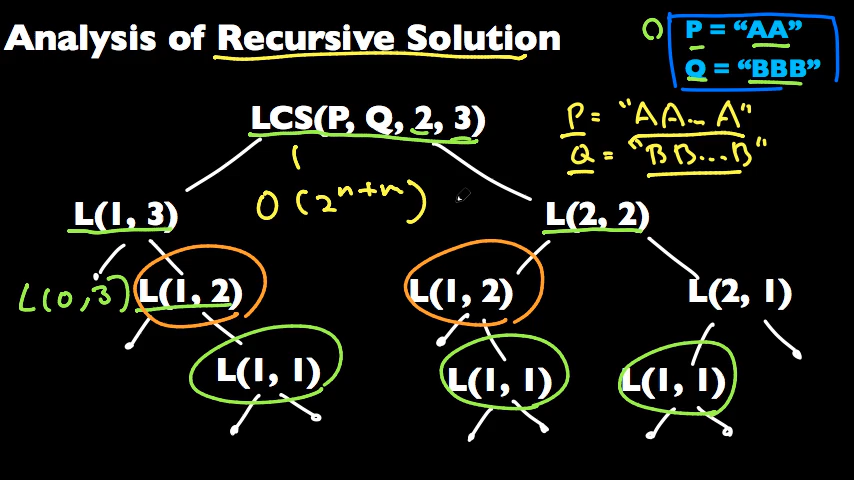 Analysis of Recursive Solution
O P = “AA”
Q = “BBB”
LCS(P, Q, 2, 3)
P = "AA... A"
Q = "BB...B"
O(2^n+m)
L(1, 3)
L(2, 2)
L(0,3)
L(1, 2)
L(1, 2)
L(2, 1)
L(1, 1)
L(1, 1)
L(1, 1)